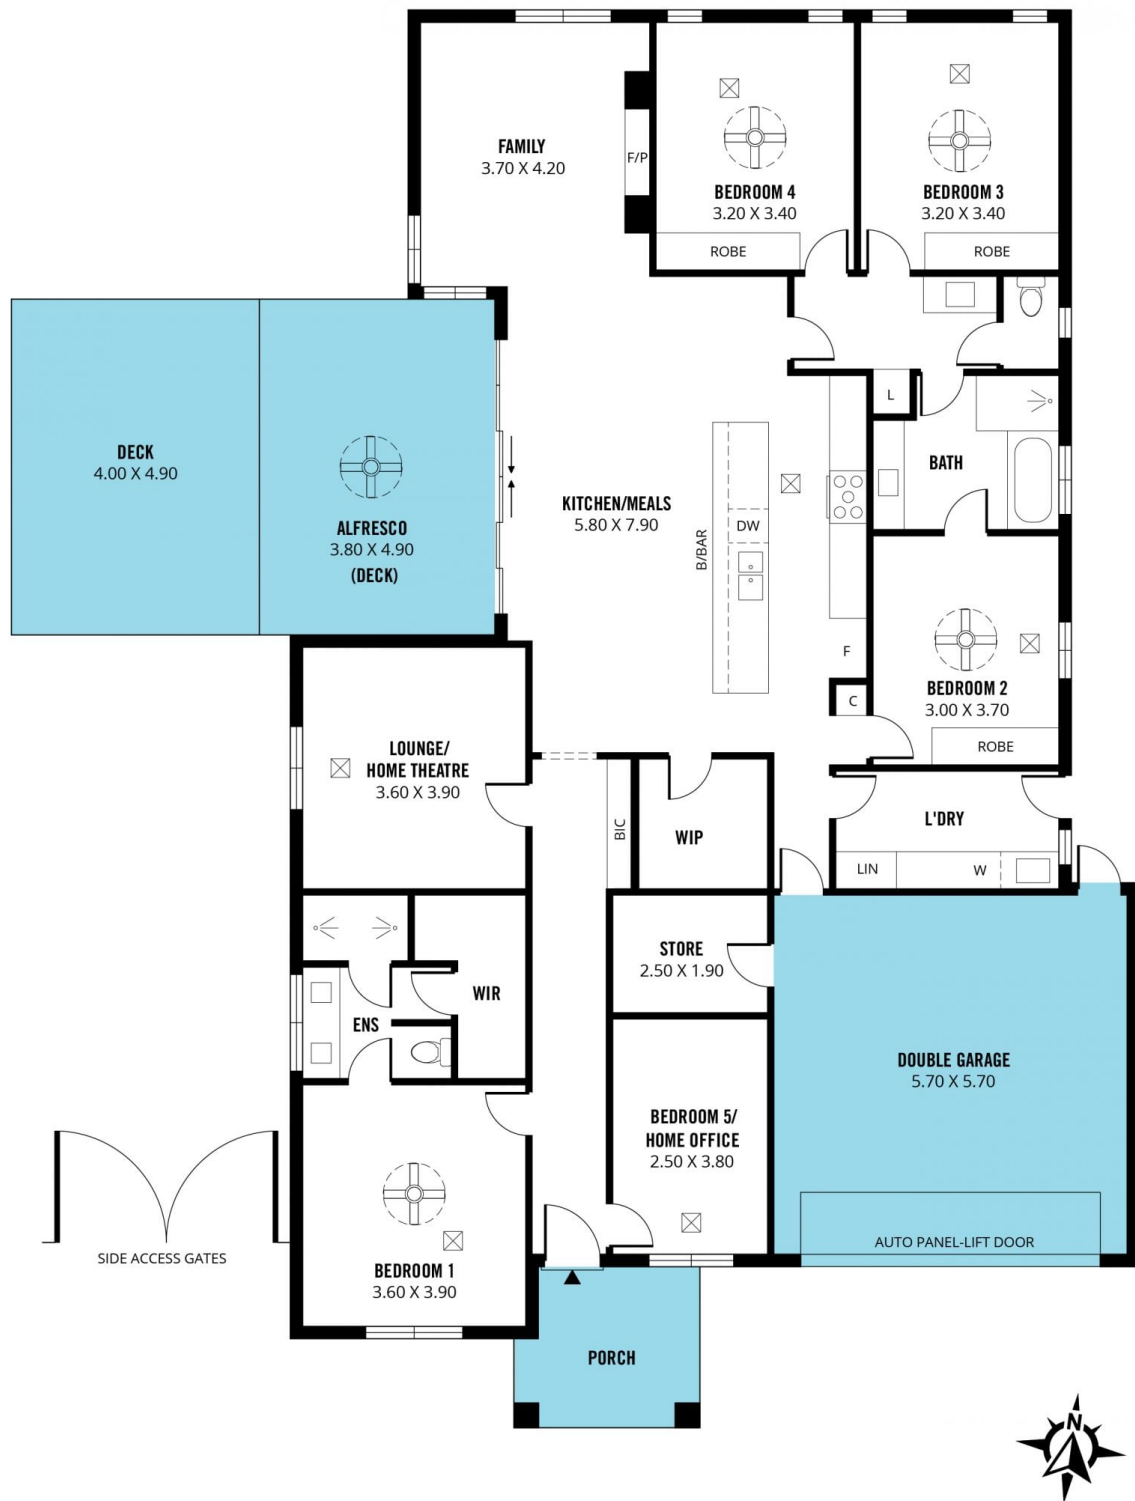 FAMILY
3.70 X 4.20
F/P
BEDROOM 4
3.20 X 3.40
ROBE
BEDROOM 3
3.20 X 3.40
ROBE
DECK
4.00 X 4.90
ALFRESCO
3.80 X 4.90
(DECK)
KITCHEN/MEALS
5.80 X 7.90
B/BAR
DW
L
BATH
F
C
BEDROOM 2
3.00 X 3.70
ROBE
LOUNGE/
HOME THEATRE
3.60 X 3.90
BIC
WIP
L'DRY
LIN
W
STORE
2.50 X 1.90
WIR
ENS
DOUBLE GARAGE
5.70 X 5.70
BEDROOM 5/
HOME OFFICE
2.50 X 3.80
AUTO PANEL-LIFT DOOR
SIDE ACCESS GATES
BEDROOM 1
3.60 X 3.90
PORCH
N